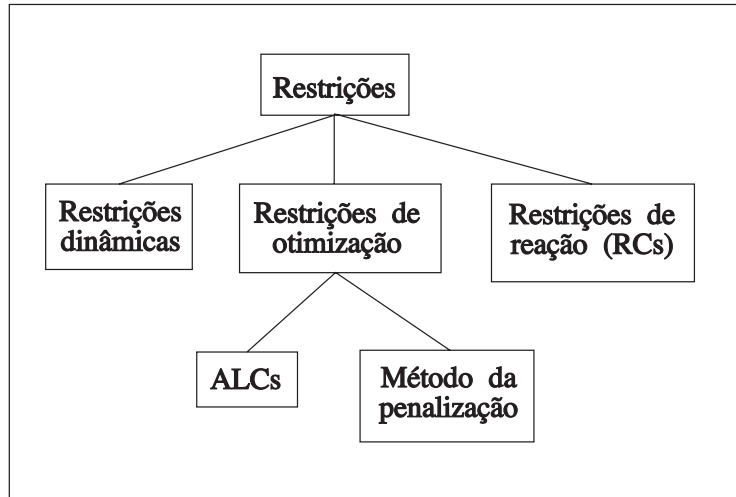 Restrições
Restrições
dinâmicas
Restrições de
otimização
Restrições de
reação (RCs)
ALCs
Método da
penalização